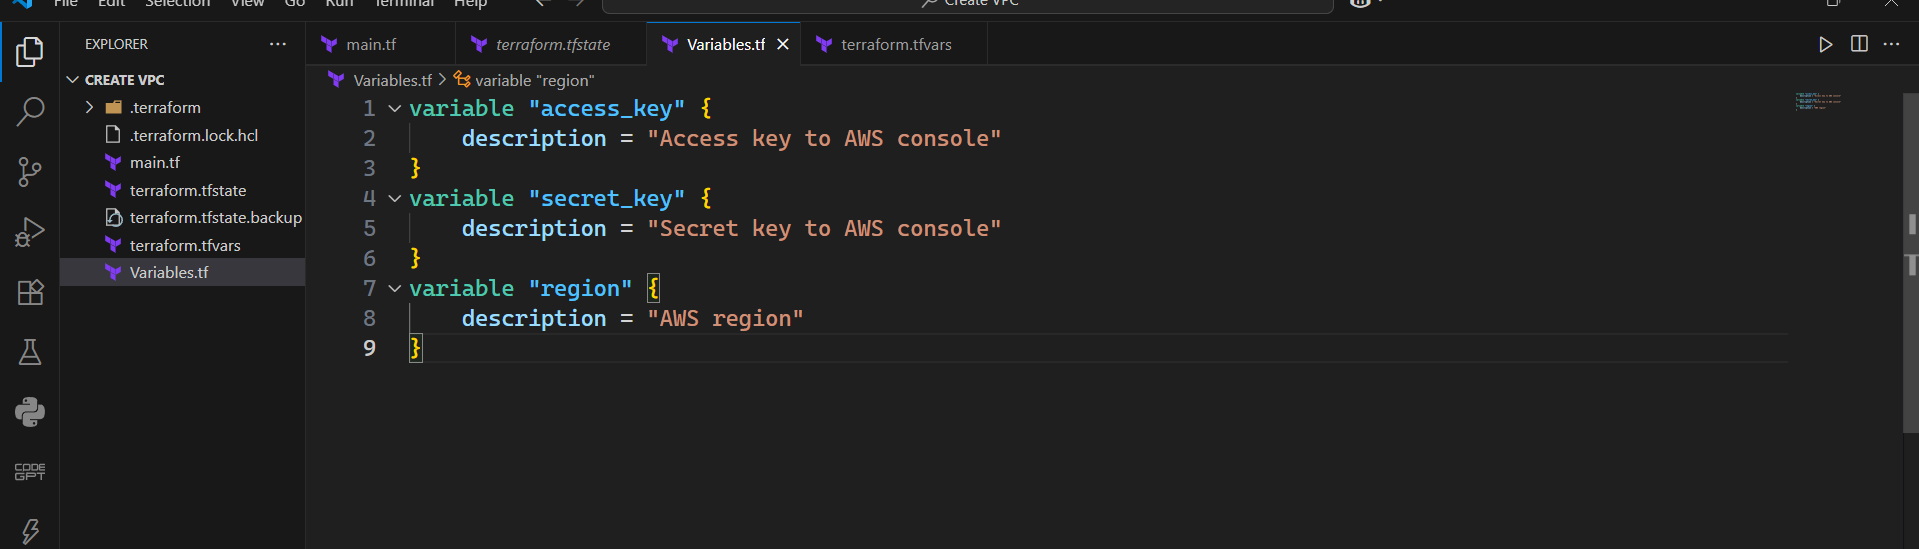 File Edit Selection View Go Run Terminal Help
Create VPC
EXPLORER
main.tf
terraform.tfstate
Variables.tf
terraform.tfvars
CREATE VPC
.terraform
.terraform.lock.hcl
main.tf
terraform.tfstate
terraform.tfstate.backup
terraform.tfvars
Variables.tf
CODE
GPT
Variables.tf > variable "region"
1 variable "access_key" {
2 description = "Access key to AWS console"
3 }
4 variable "secret_key" {
5 description = "Secret key to AWS console"
6 }
7 variable "region" {
8 description = "AWS region"
9 }